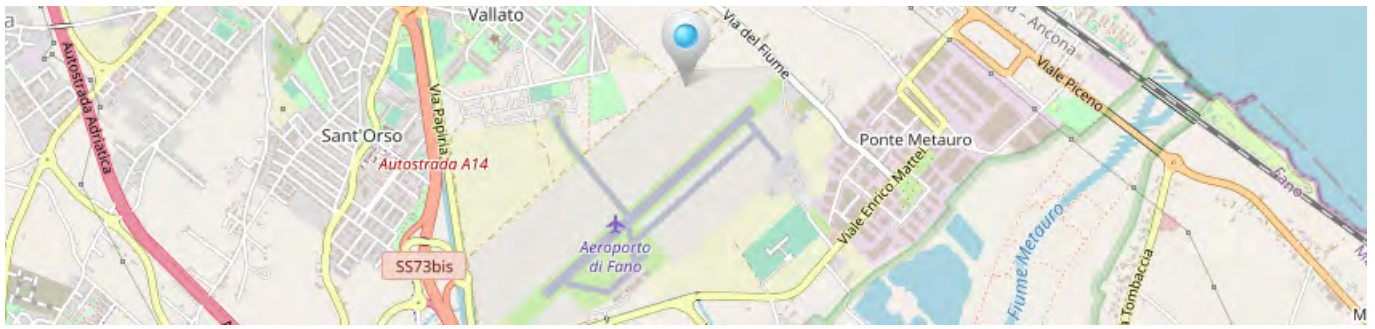 Vallato
Via del Fiume
a - Ancona
Viale Piceno
Autostrada Adriatica
Via Papiria
Sant'Orso
Autostrada A14
Ponte Metauro
Viale Enrico Mattei
Fano
Aeroporto
di Fano
SS73bis
Fiume Metauro
a Tombaccia
M